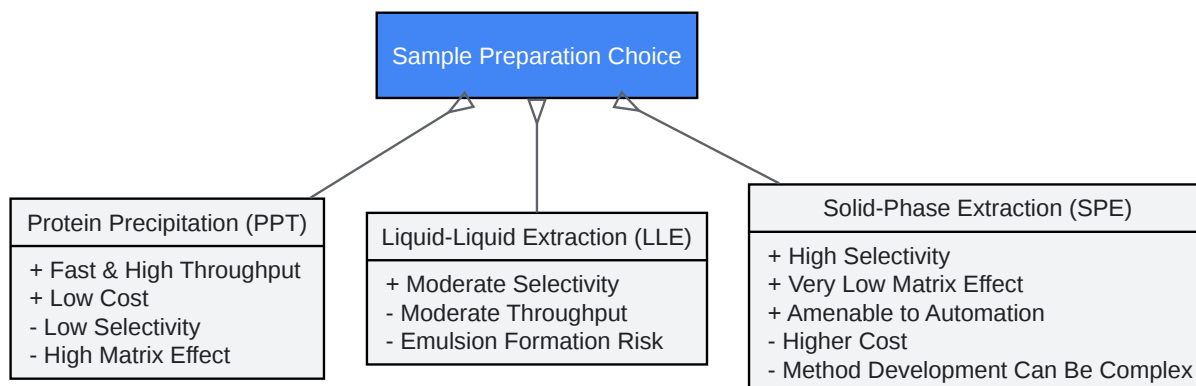 Sample Preparation Choice
Protein Precipitation (PPT)
+ Fast & High Throughput
+ Low Cost
- Low Selectivity
- High Matrix Effect
Liquid-Liquid Extraction (LLE)
+ Moderate Selectivity
- Moderate Throughput
- Emulsion Formation Risk
Solid-Phase Extraction (SPE)
+ High Selectivity
+ Very Low Matrix Effect
+ Amenable to Automation
- Higher Cost
- Method Development Can Be Complex